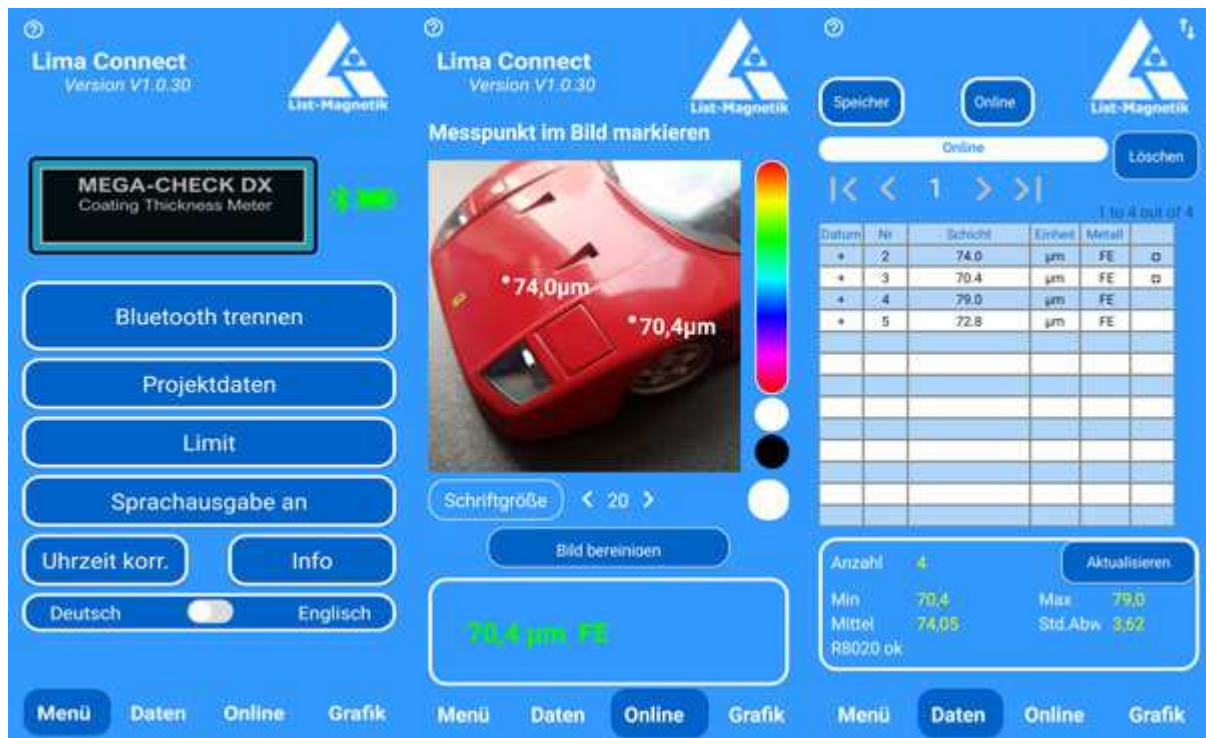 Lima Connect
Version V1.0.30
List-Magnetik
MEGA-CHECK DX
Coating Thickness Meter
Bluetooth trennen
Projektdaten
Limit
Sprachausgabe an
Uhrzeit korr.
Info
Deutsch
Englisch
Menü Daten Online Grafik
Lima Connect
Version V1.0.30
List-Magnetik
Messpunkt im Bild markieren
74,0µm
70,4µm
Schriftgröße < 20 >
Bild bereinigen
70,4 µm FE
Menü Daten Online Grafik
List-Magnetik
Speicher
Online
Online
Löschen
|< < 1 > >|
1 to 4 out of 4
Datum Nr Schicht Einheit Metall
+ 2 74.0 µm FE
+ 3 70.4 µm FE
+ 4 79.0 µm FE
+ 5 72.8 µm FE
Anzahl 4
Aktualisieren
Min 70,4 Max 79,0
Mittel 74,05 Std.Abw 3,62
R8020 ok
Menü Daten Online Grafik